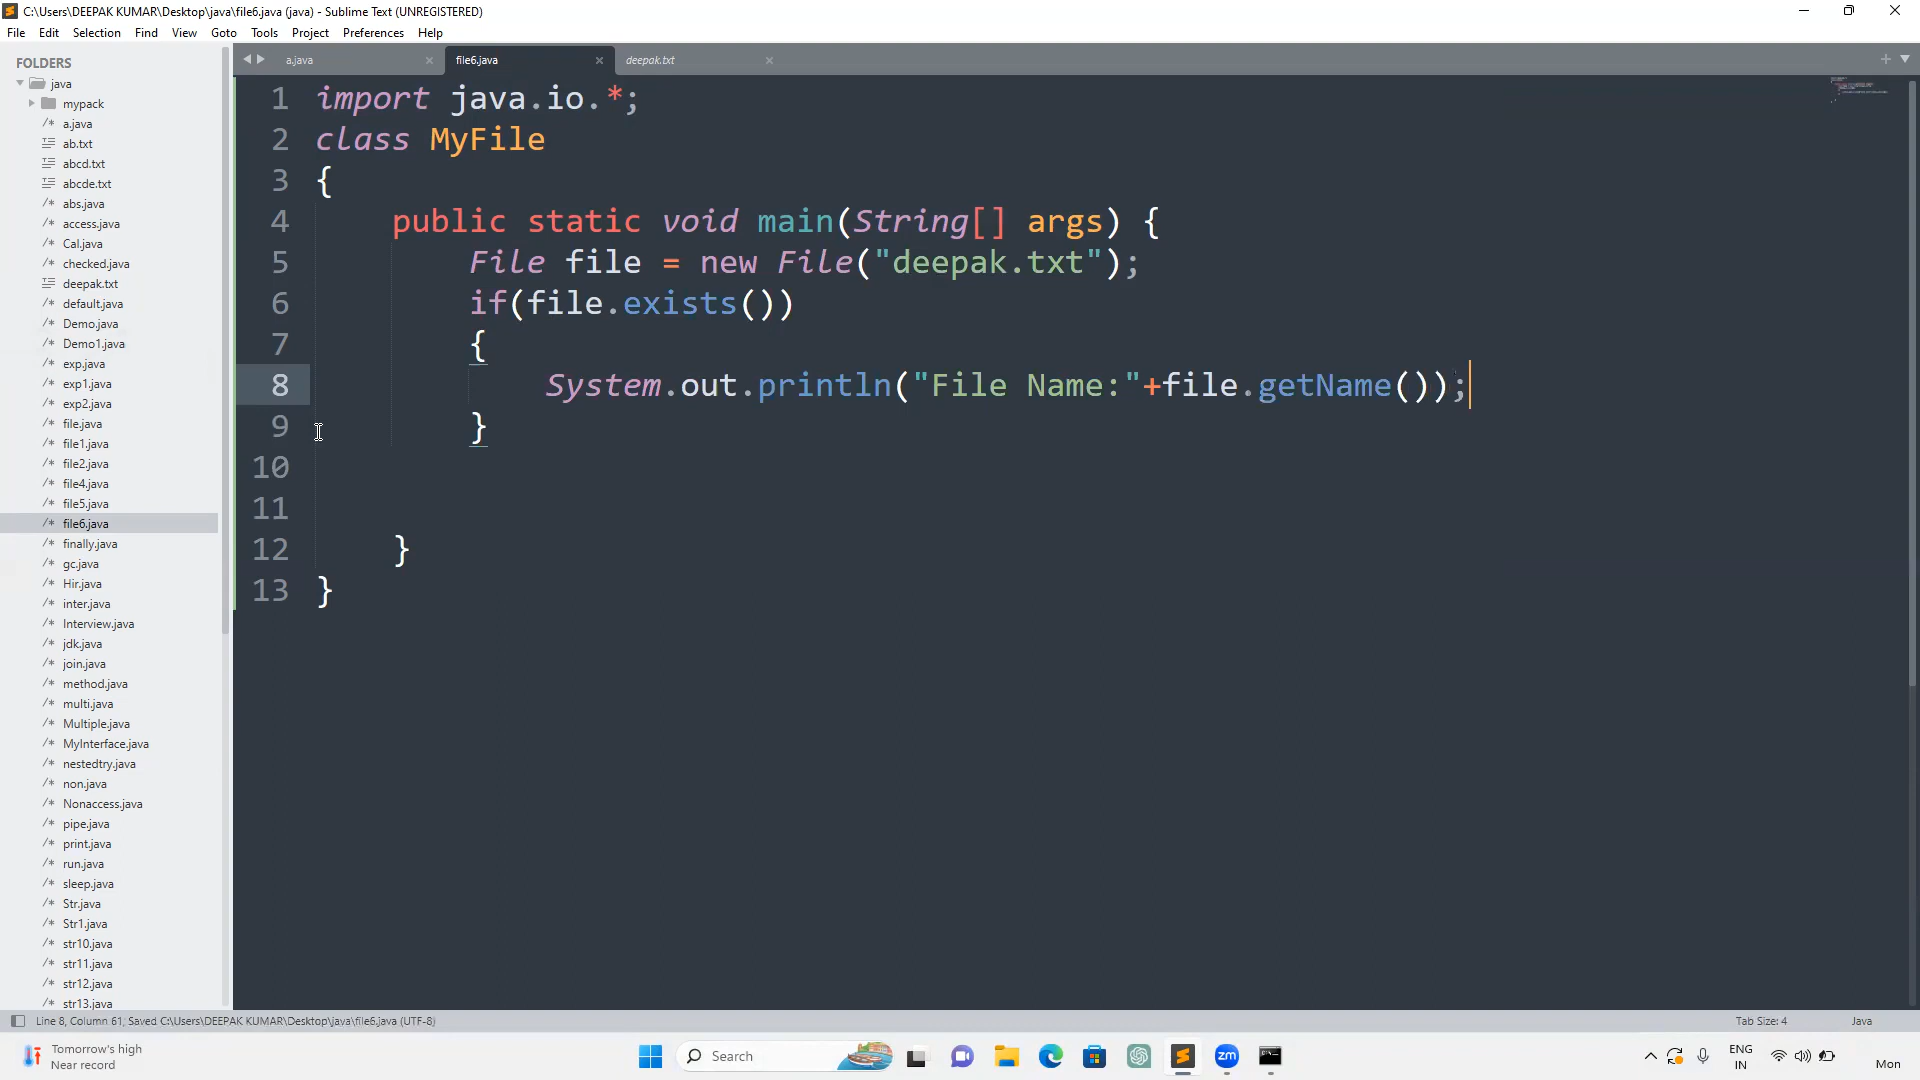 C:\Users\DEEPAK KUMAR\Desktop\java\file6.java (java) - Sublime Text (UNREGISTERED)
File Edit Selection Find View Goto Tools Project Preferences Help
FOLDERS
java
mypack
a.java
ab.txt
abcd.txt
abcde.txt
abs.java
access.java
Cal.java
checked.java
deepak.txt
default.java
Demo.java
Demo1.java
exp.java
exp1.java
exp2.java
file.java
file1.java
file2.java
file4.java
file5.java
file6.java
finally.java
gc.java
Hir.java
inter.java
Interview.java
jdk.java
join.java
method.java
multi.java
Multiple.java
MyInterface.java
nestedtry.java
non.java
Nonaccess.java
pipe.java
print.java
run.java
sleep.java
Str.java
Str1.java
str10.java
str11.java
str12.java
str13.java
a.java file6.java deepak.txt
1 import java.io.*;
2 class MyFile
3 {
4 public static void main(String[] args) {
5 File file = new File("deepak.txt");
6 if(file.exists())
7 {
8 System.out.println("File Name:"+file.getName());
9 }
10
11
12 }
13 }
Line 8, Column 61; Saved C:\Users\DEEPAK KUMAR\Desktop\java\file6.java (UTF-8) Tab Size: 4 Java
Tomorrow's high
Near record
Search
zm
ENG
IN
Mon